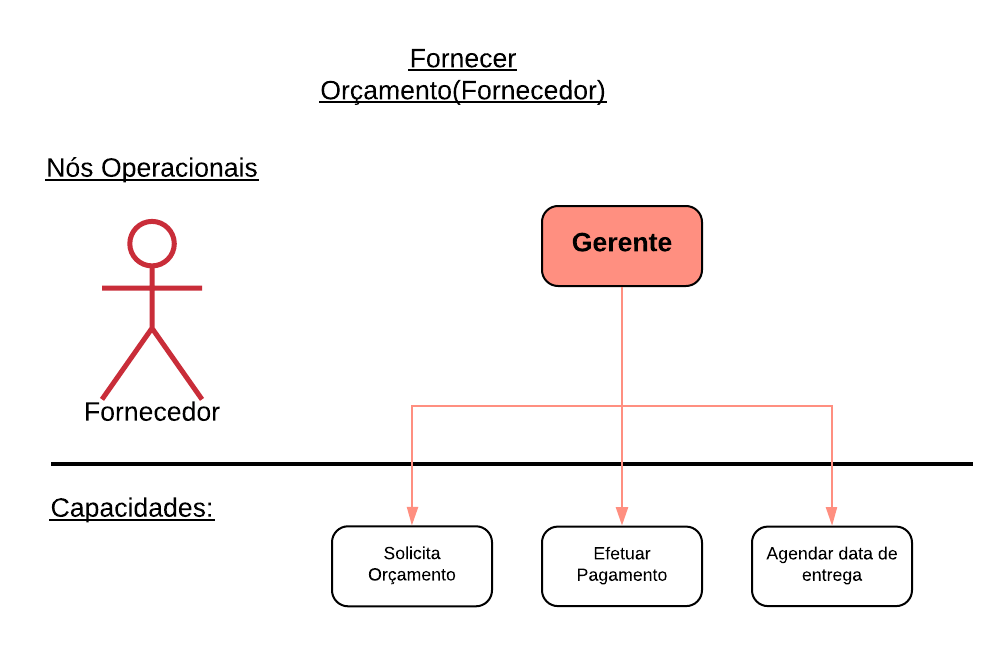 Fornecer
Orçamento(Fornecedor)
Nós Operacionais
Gerente
Fornecedor
Capacidades:
Solicita
Orçamento
Efetuar
Pagamento
Agendar data de
entrega